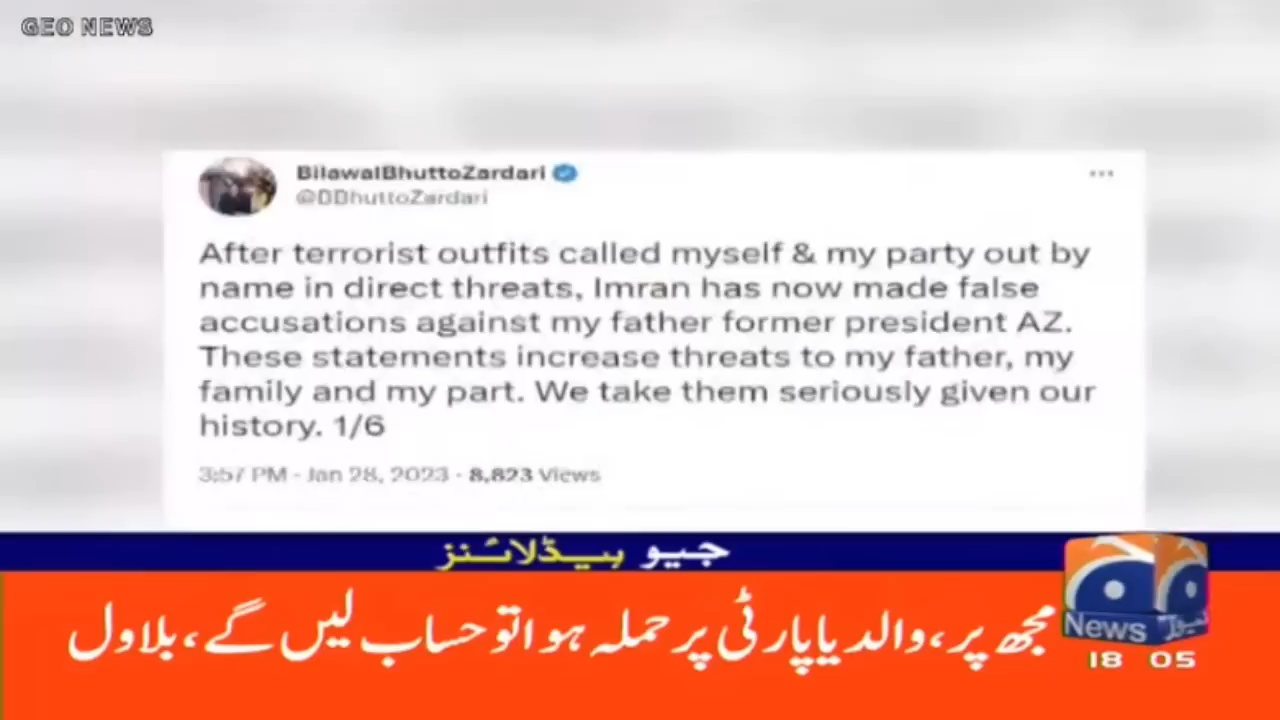 GEO NEWS
BilawalBhuttoZardari
@BBhuttoZardari
After terrorist outfits called myself & my party out by
name in direct threats, Imran has now made false
accusations against my father former president AZ.
These statements increase threats to my father, my
family and my part. We take them seriously given our
history. 1/6
3:57 PM - Jan 28, 2023 · 8,823 Views
جیو ہیڈلائنز
مجھ پر، والد یا پارٹی پر حملہ ہوا تو حساب لیں گے، بلاول
News نیوز
18 05